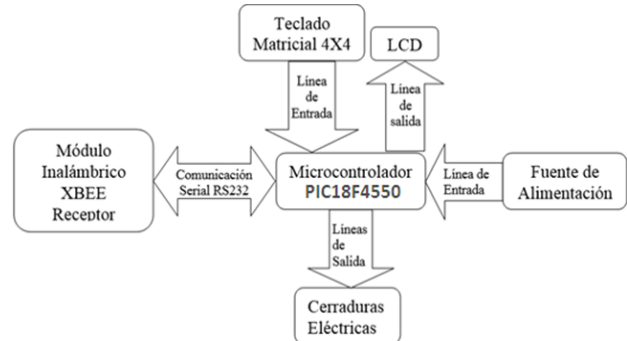 Teclado
Matricial 4X4
LCD
Línea
de
Entrada
Línea
de
salida
Módulo
Inalámbrico
XBEE
Receptor
Comunicación
Serial RS232
Microcontrolador
PIC18F4550
Línea de
Entrada
Fuente de
Alimentación
Líneas
de
Salida
Cerraduras
Eléctricas